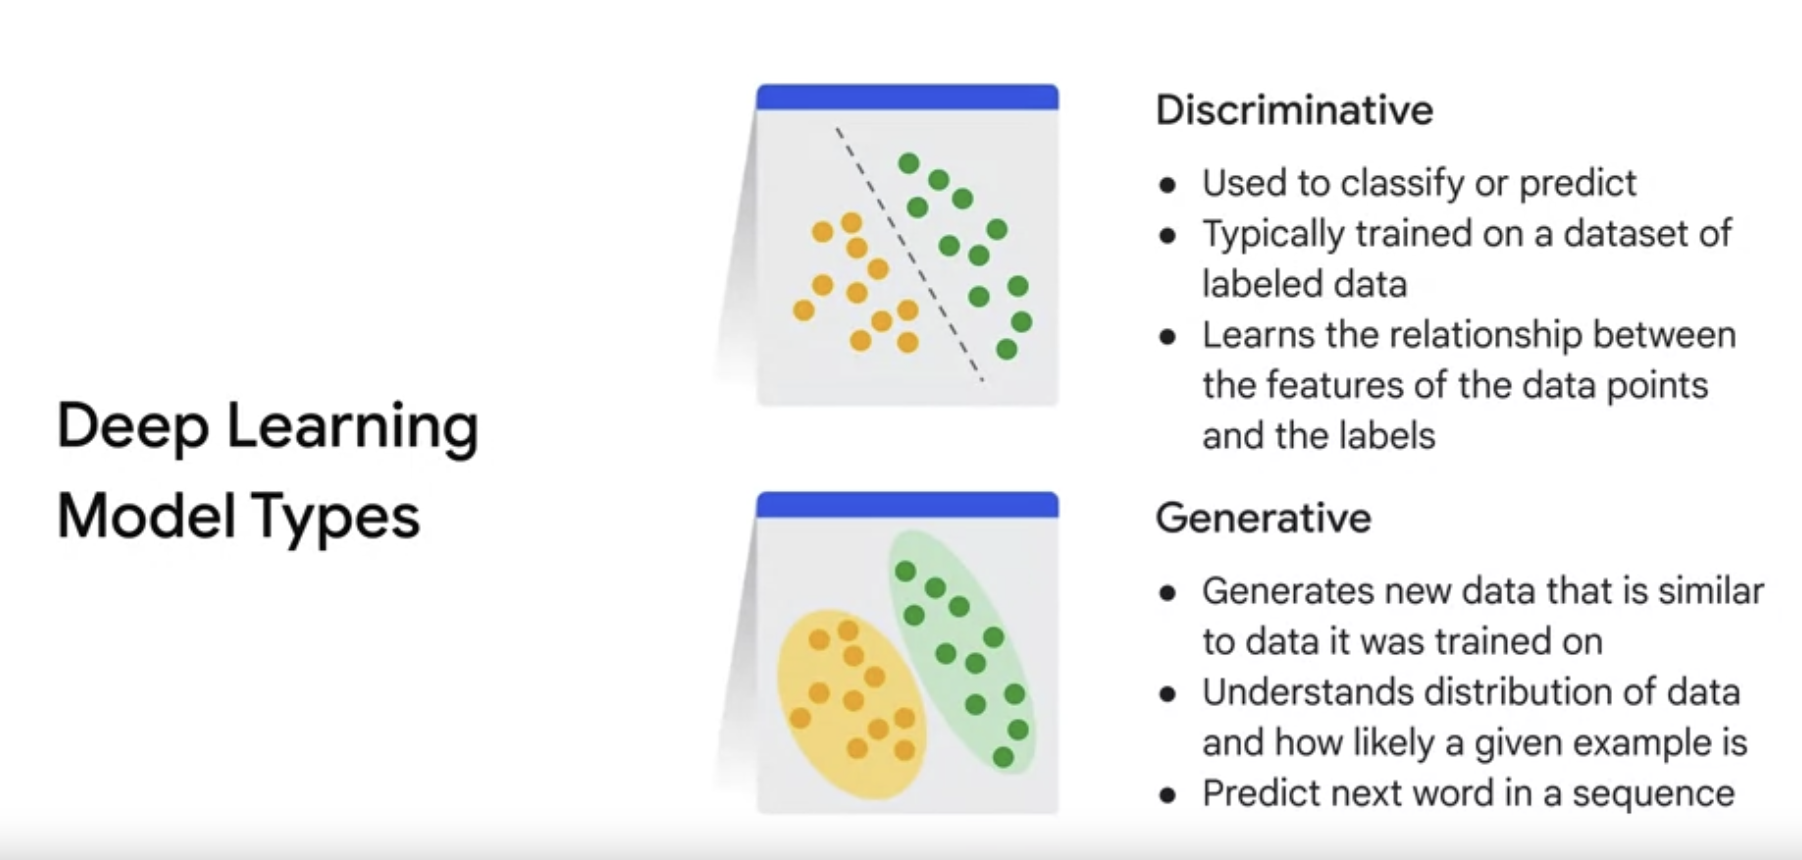 Deep Learning
Model Types
Discriminative
● Used to classify or predict
● Typically trained on a dataset of
labeled data
● Learns the relationship between
the features of the data points
and the labels
Generative
● Generates new data that is similar
to data it was trained on
● Understands distribution of data
and how likely a given example is
● Predict next word in a sequence